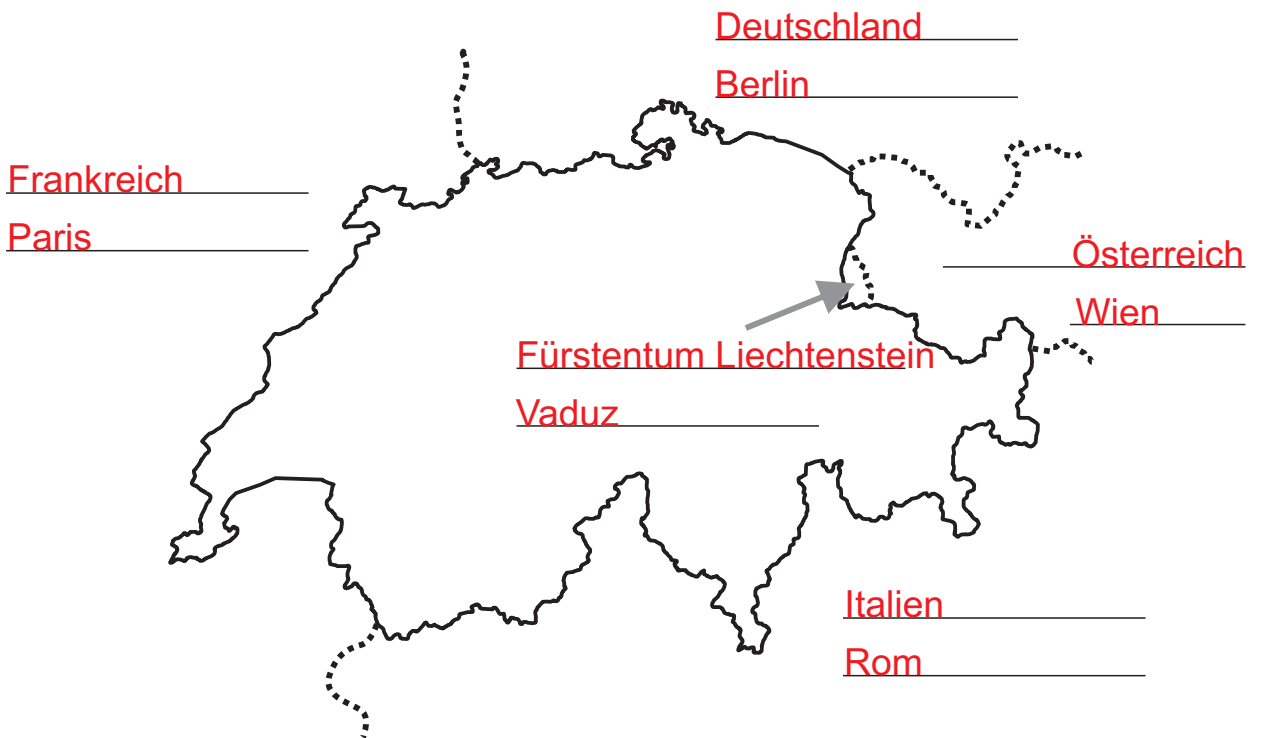 Deutschland
Berlin
Frankreich
Paris
Österreich
Wien
Fürstentum Liechtenstein
Vaduz
Italien
Rom